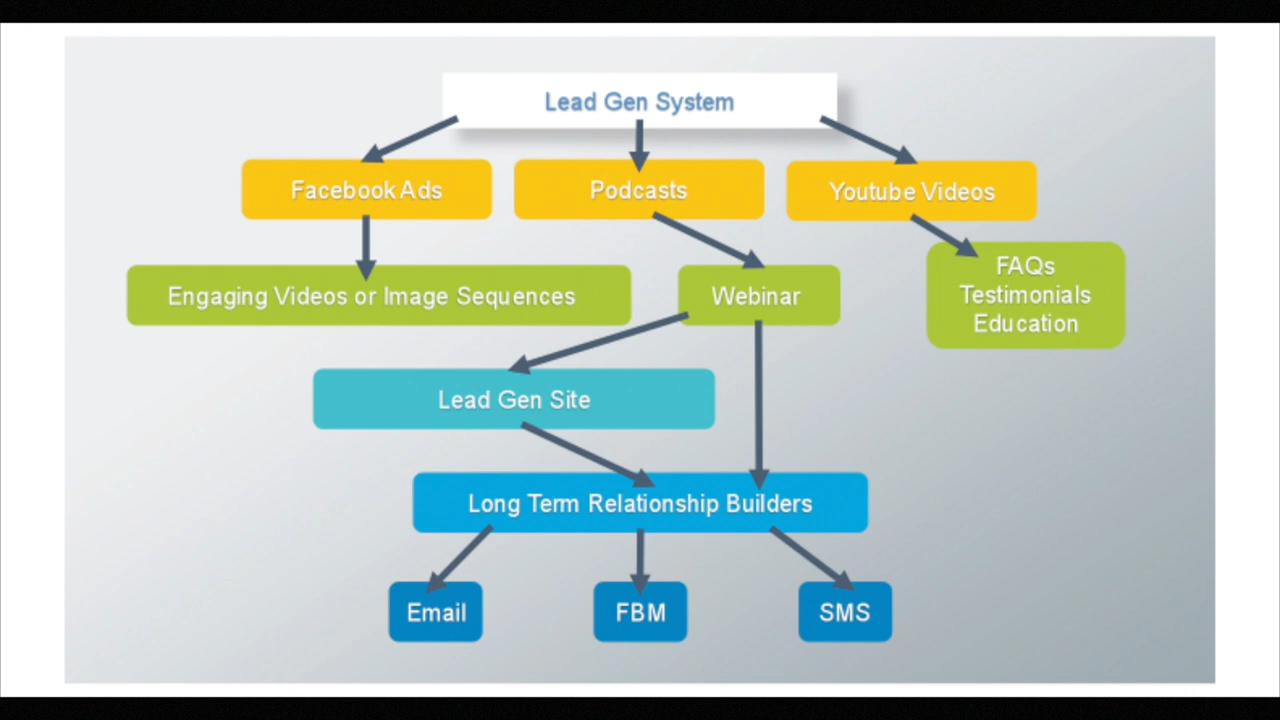 Lead Gen System
Facebook Ads
Podcasts
Youtube Videos
Engaging Videos or Image Sequences
Webinar
FAQs
Testimonials
Education
Lead Gen Site
Long Term Relationship Builders
Email
FBM
SMS